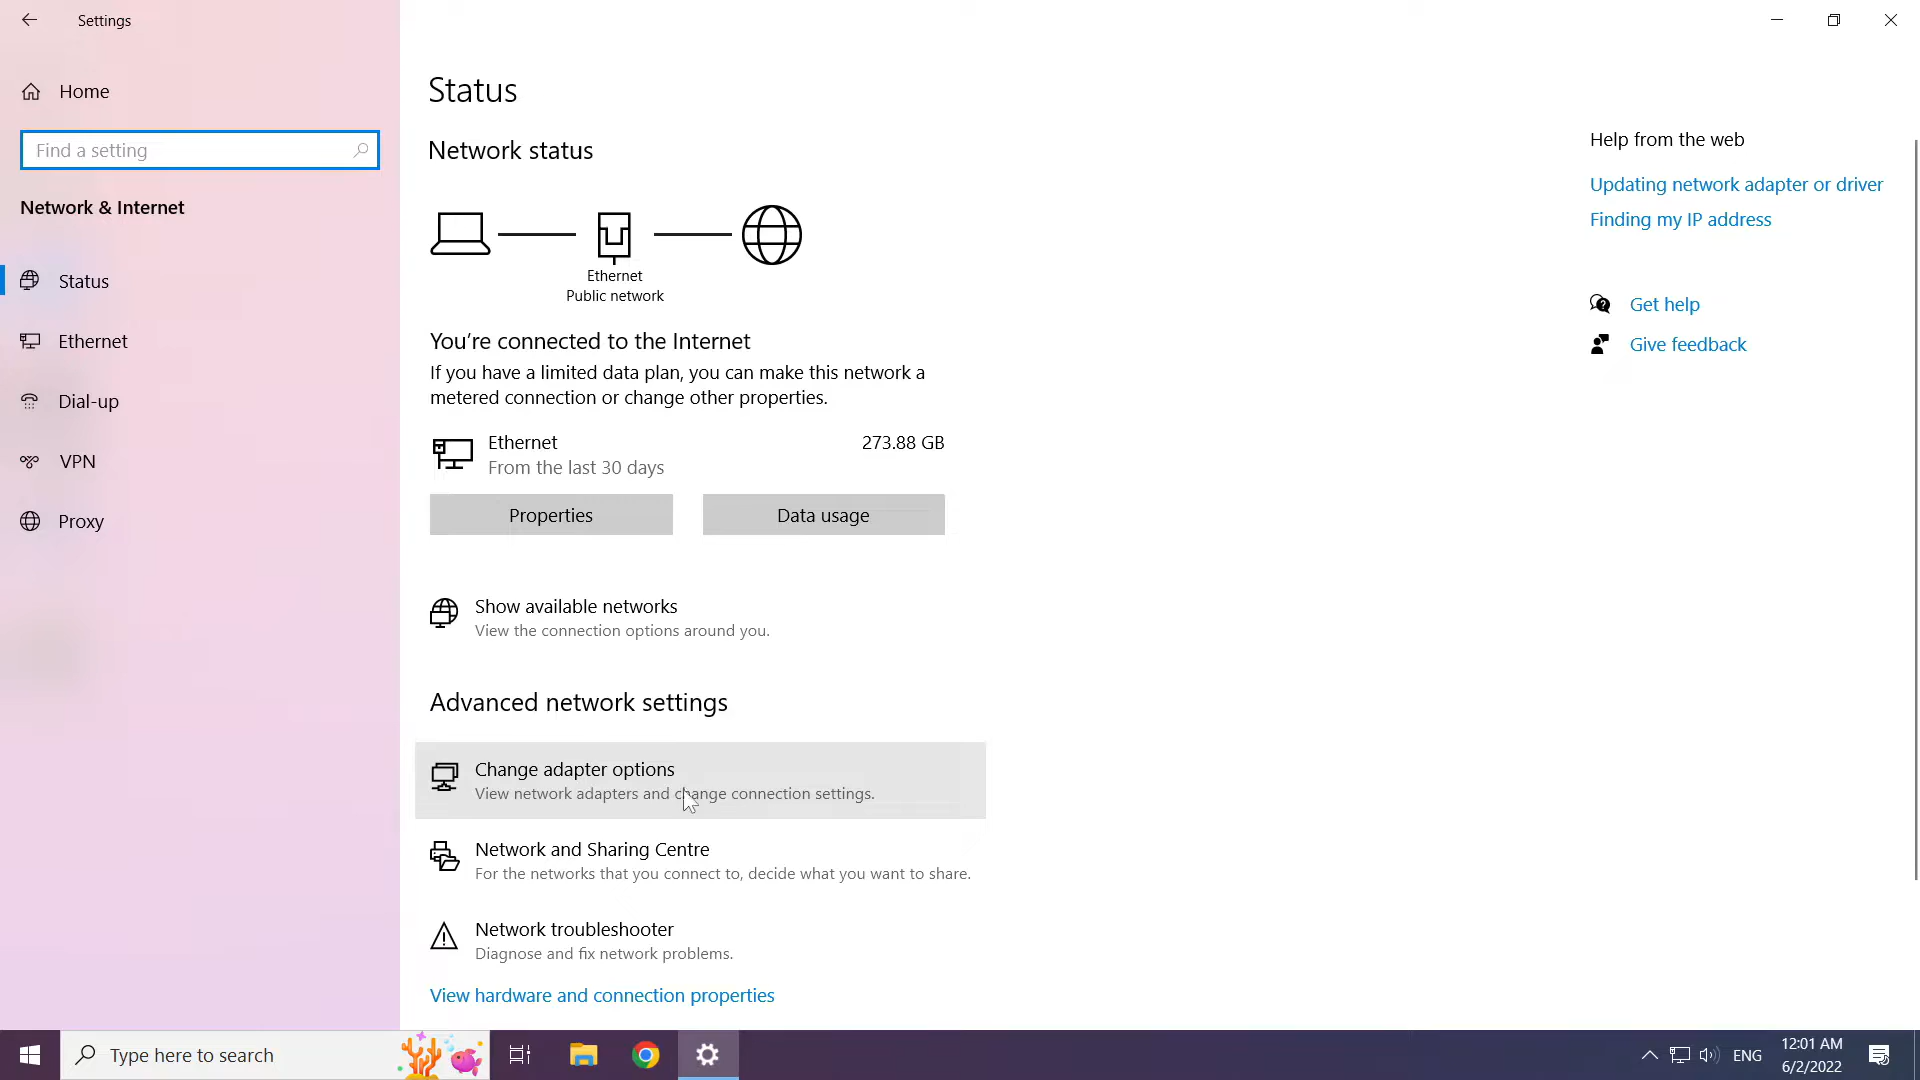 Settings
Home
Find a setting
Network & Internet
Status
Ethernet
Dial-up
VPN
Proxy
Status
Network status
Ethernet
Public network
You're connected to the Internet
If you have a limited data plan, you can make this network a
metered connection or change other properties.
Ethernet 273.88 GB
From the last 30 days
Properties Data usage
Show available networks
View the connection options around you.
Advanced network settings
Change adapter options
View network adapters and change connection settings.
Network and Sharing Centre
For the networks that you connect to, decide what you want to share.
Network troubleshooter
Diagnose and fix network problems.
View hardware and connection properties
Help from the web
Updating network adapter or driver
Finding my IP address
Get help
Give feedback
Type here to search
ENG
12:01 AM
6/2/2022